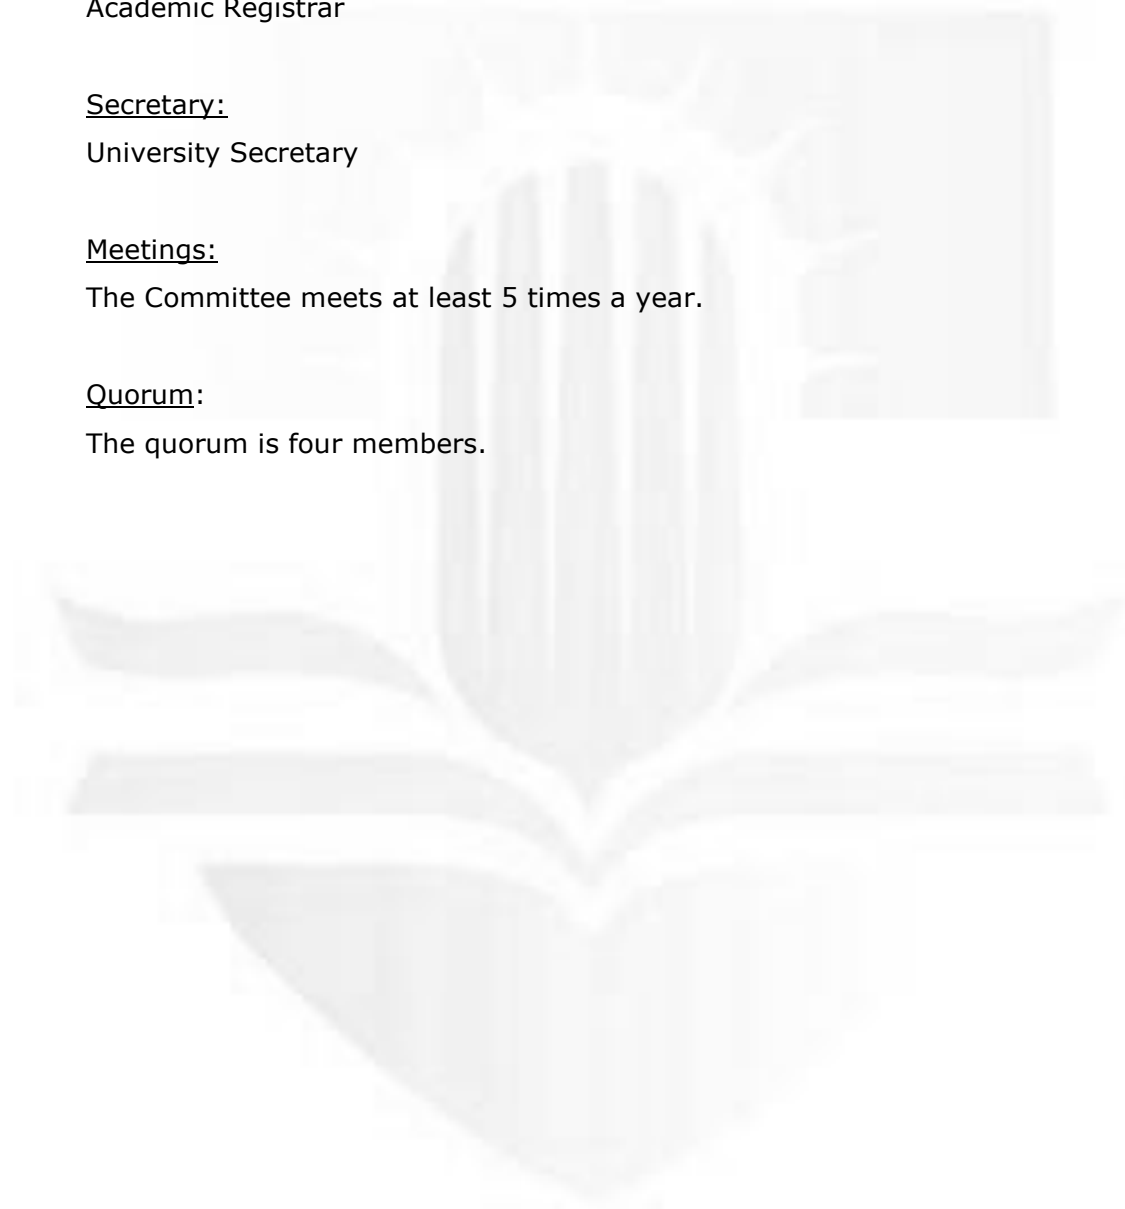 Academic Registrar
Secretary:
University Secretary
Meetings:
The Committee meets at least 5 times a year.
Quorum:
The quorum is four members.